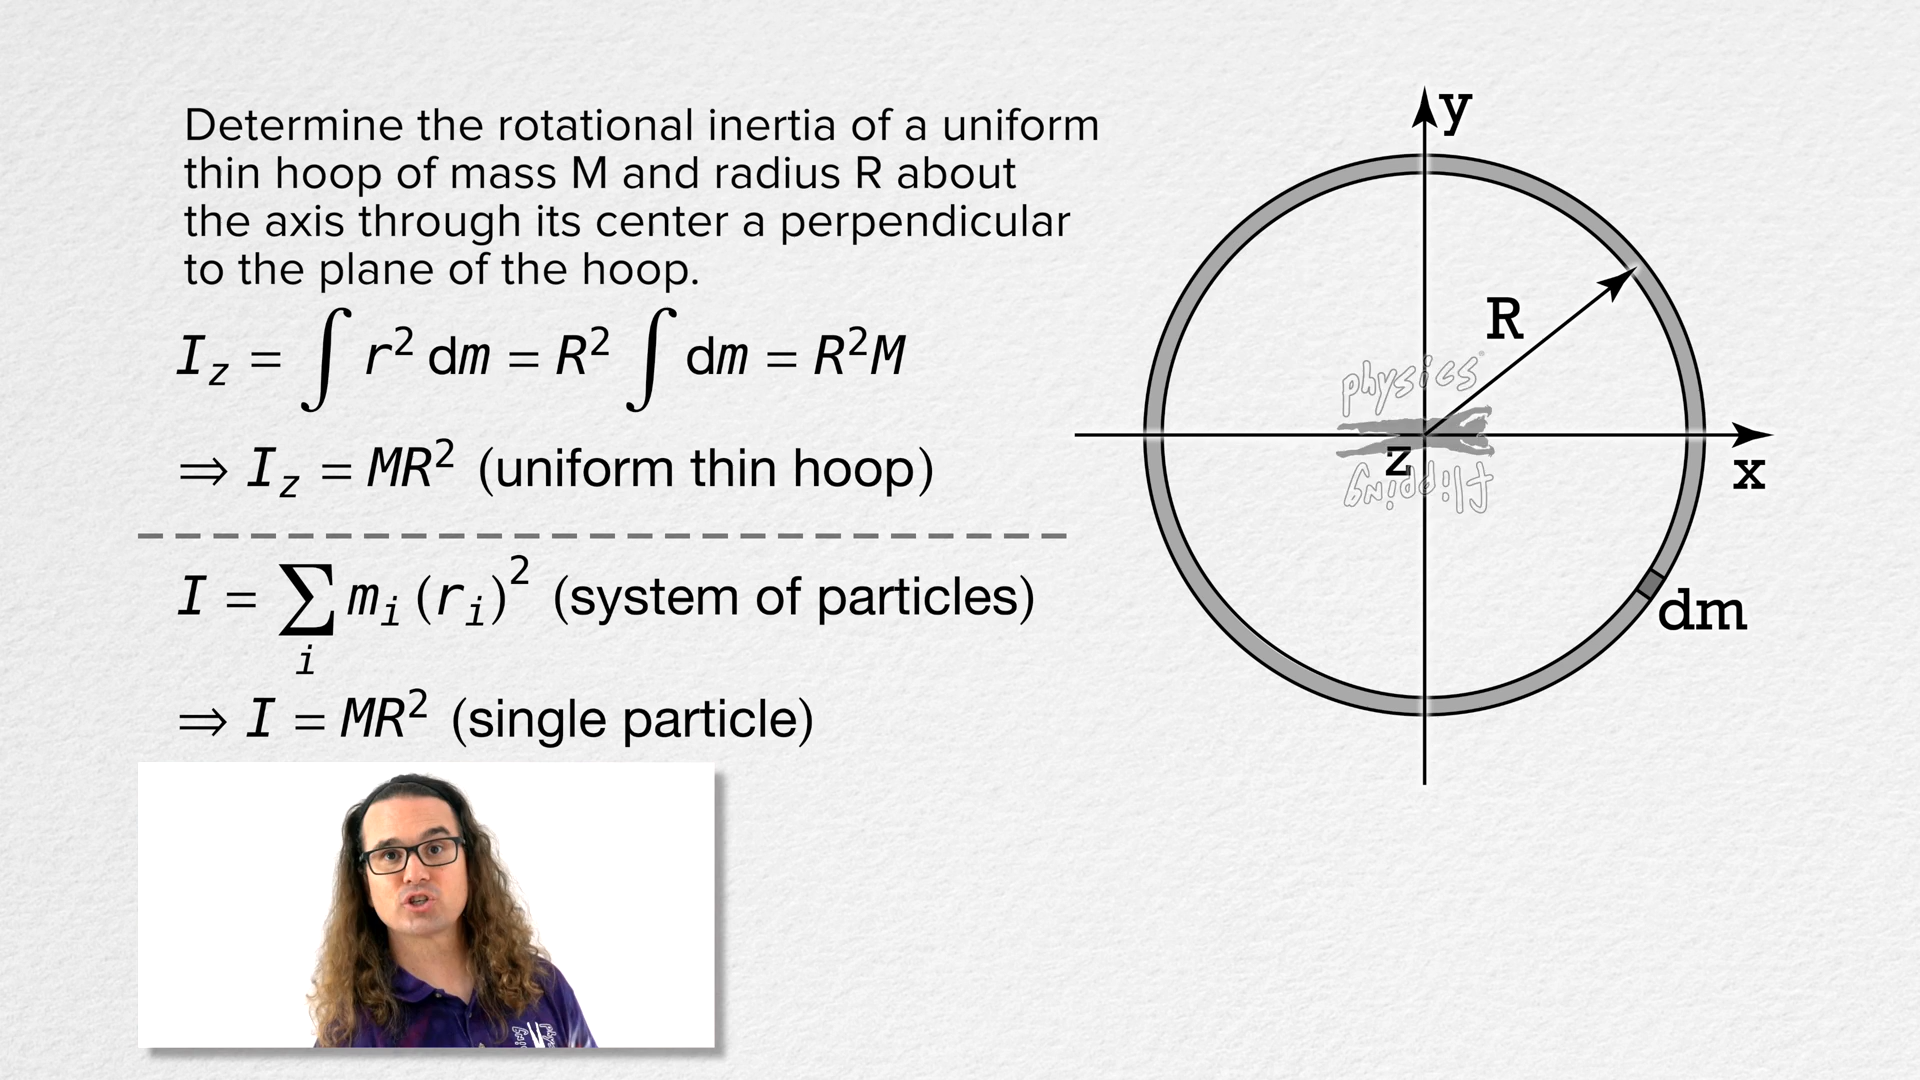 Determine the rotational inertia of a uniform
thin hoop of mass M and radius R about
the axis through its center a perpendicular
to the plane of the hoop.
I_z = ∫ r² dm = R² ∫ dm = R²M
⇒ I_z = MR² (uniform thin hoop)
I = ∑_i m_i (r_i)² (system of particles)
⇒ I = MR² (single particle)
y
R
physics
z
flipping
x
dm